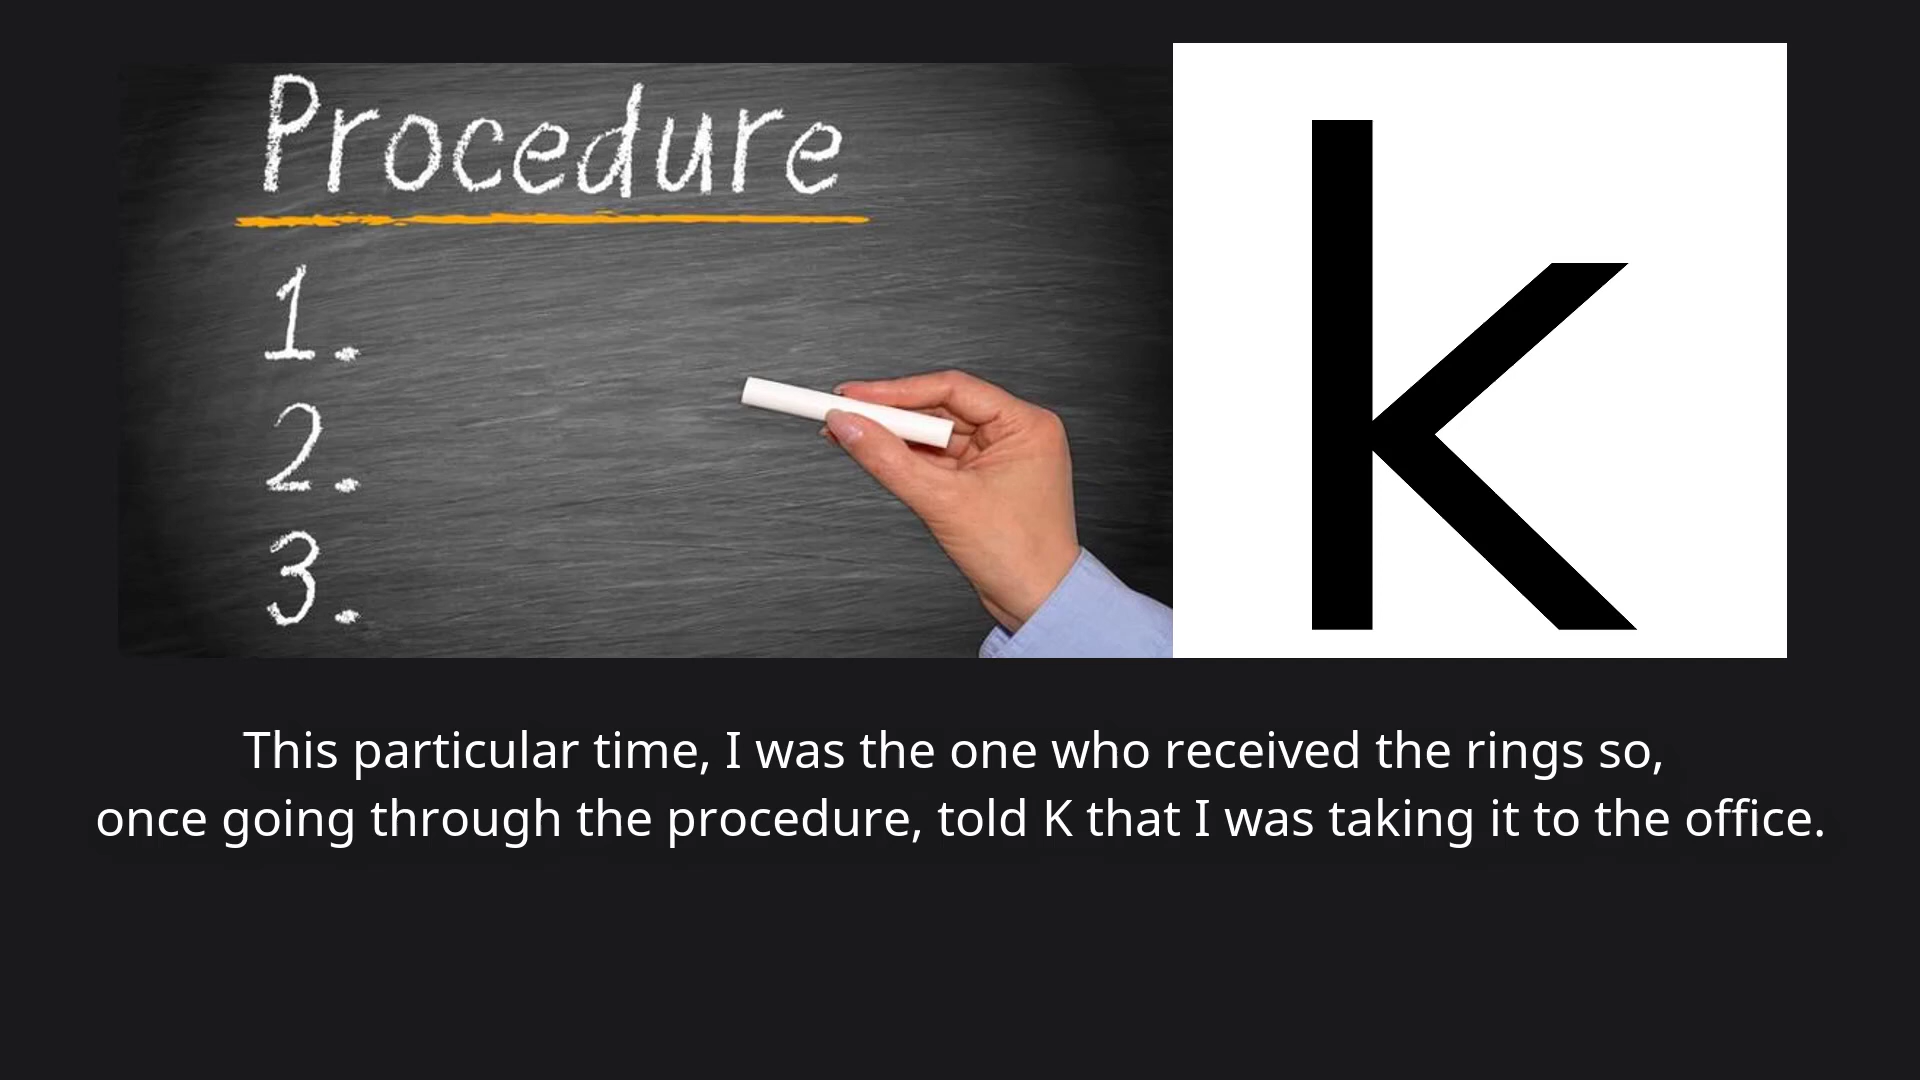 Procedure
1.
2.
3.
k
This particular time, I was the one who received the rings so,
once going through the procedure, told K that I was taking it to the office.